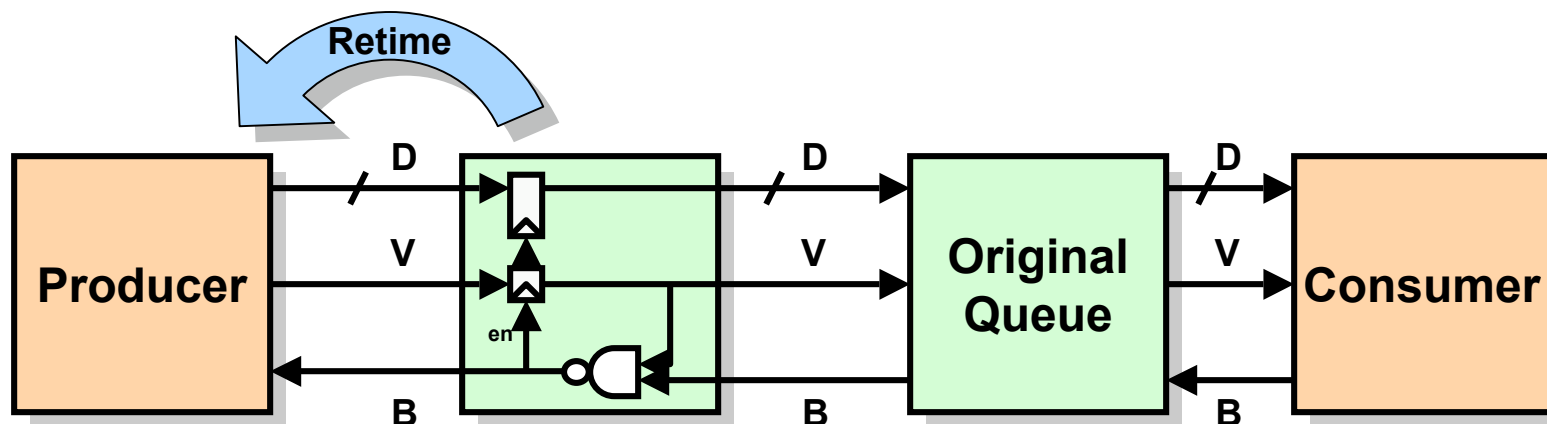 Retime
D
D
D
V
V
V
Producer
Original
Queue
Consumer
en
B
B
B